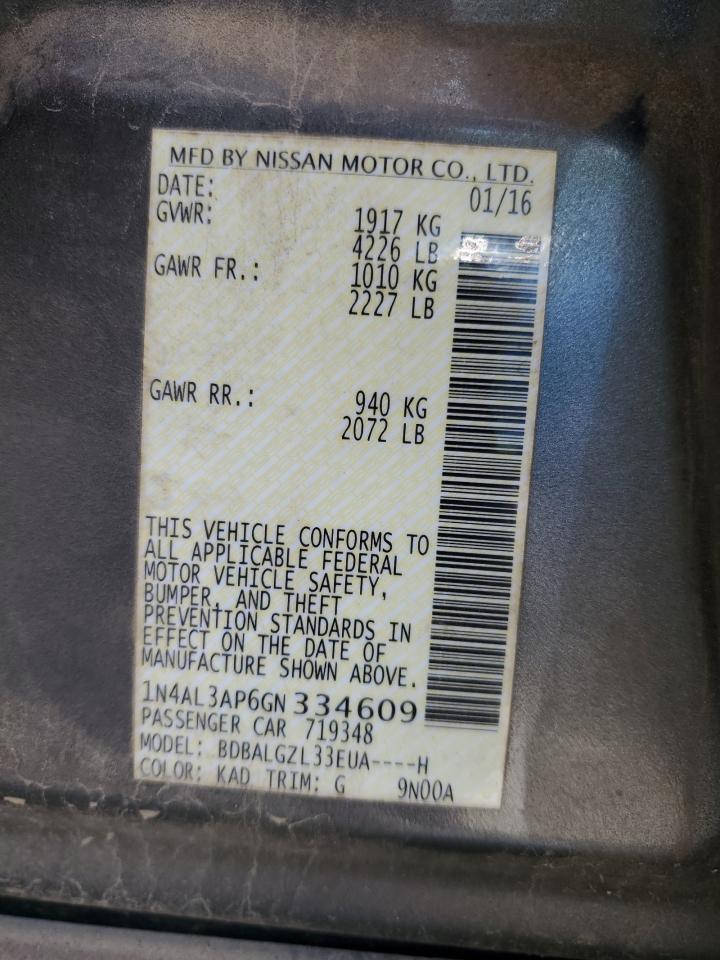 MFD BY NISSAN MOTOR CO., LTD.
DATE: 01/16
GVWR: 1917 KG
4226 LB
GAWR FR.: 1010 KG
2227 LB
GAWR RR.: 940 KG
2072 LB
THIS VEHICLE CONFORMS TO
ALL APPLICABLE FEDERAL
MOTOR VEHICLE SAFETY,
BUMPER, AND THEFT
PREVENTION STANDARDS IN
EFFECT ON THE DATE OF
MANUFACTURE SHOWN ABOVE.
1N4AL3AP6GN334609
PASSENGER CAR 719348
MODEL: BDBALGZL33EUA----H
COLOR: KAD TRIM: G 9N00A